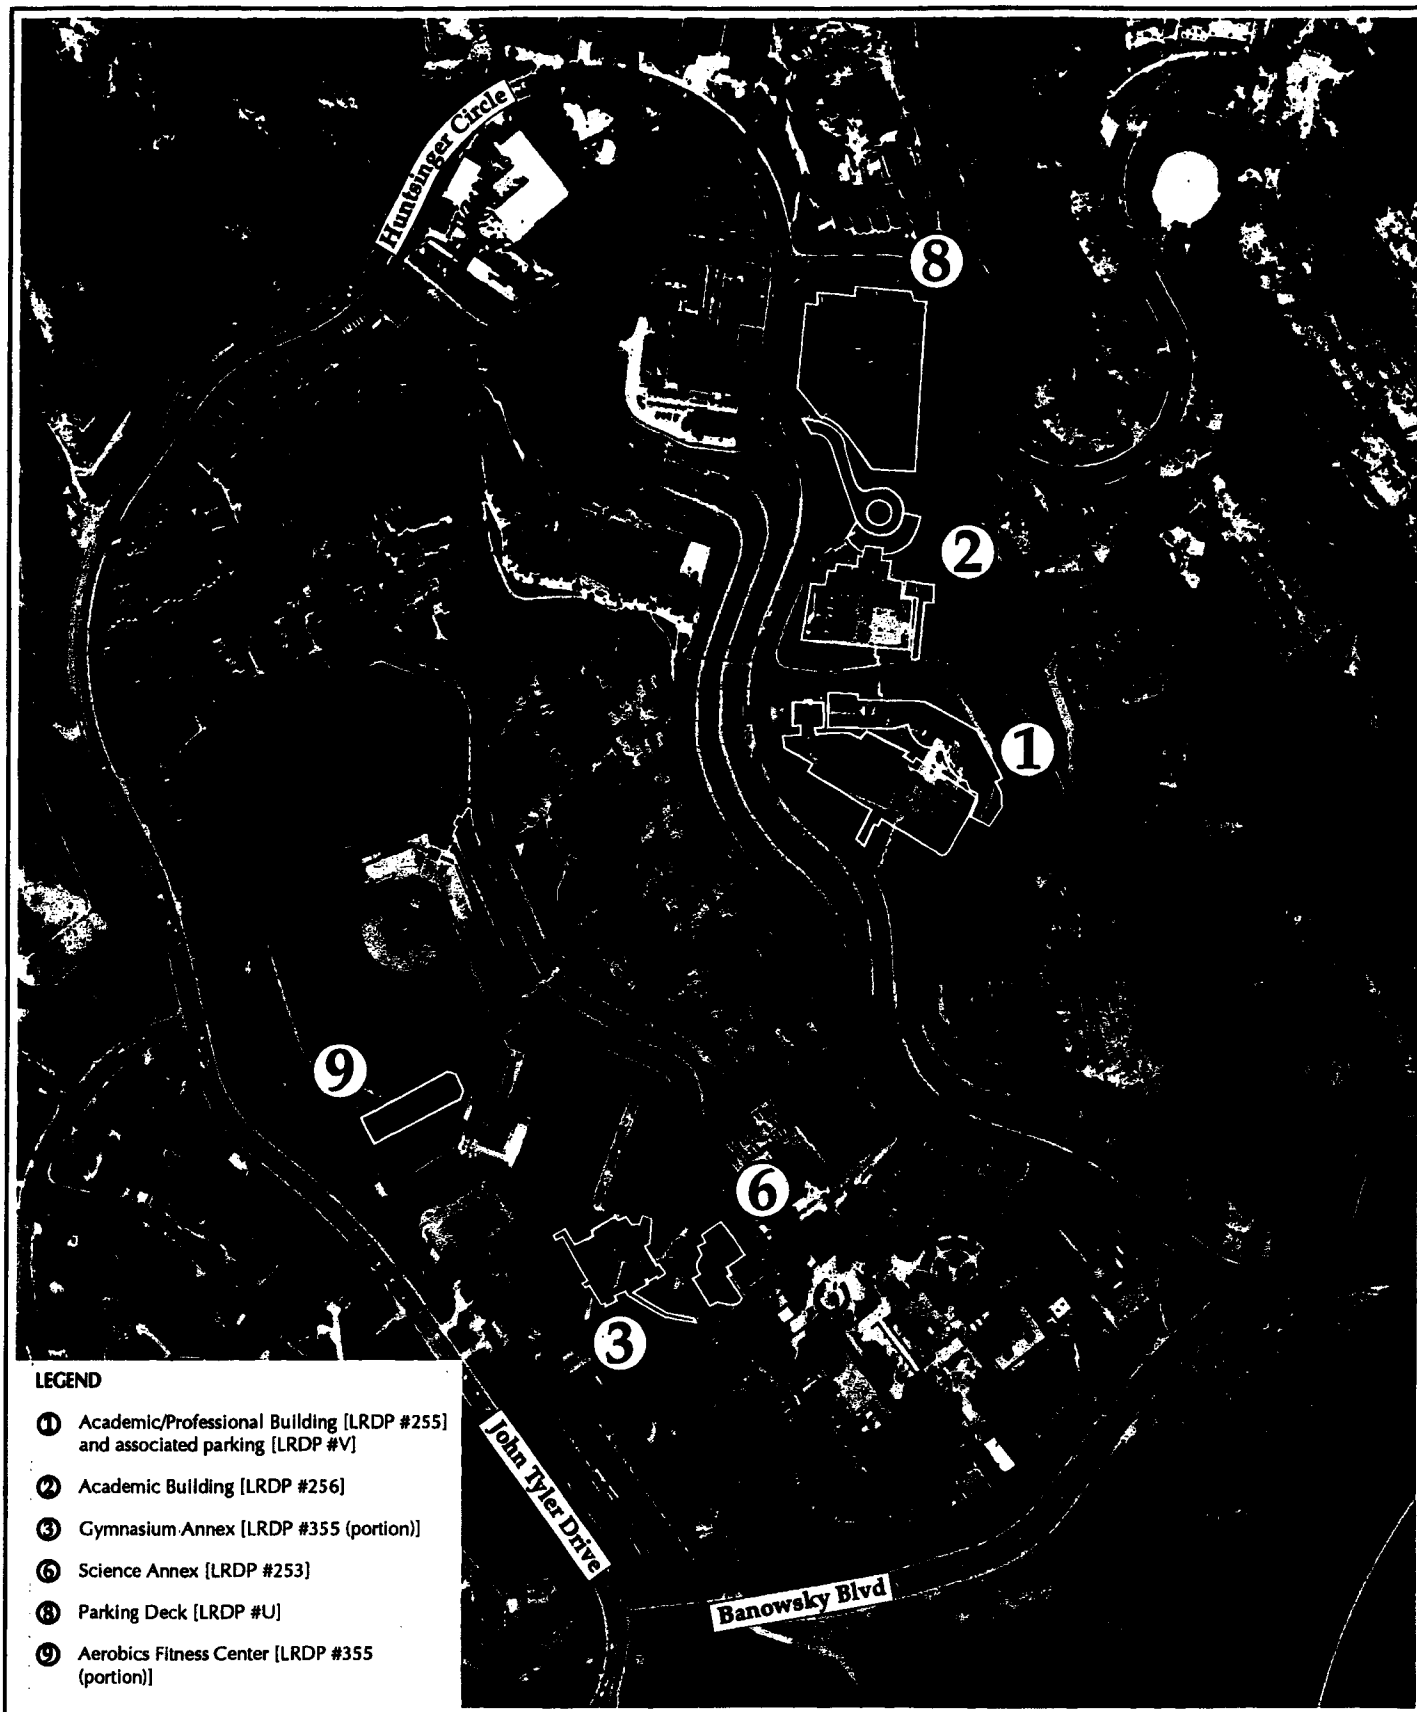 Huntsinger Circle
8
2
1
9
6
3
LEGEND
1 Academic/Professional Building [LRDP #255]
and associated parking [LRDP #V]
2 Academic Building [LRDP #256]
3 Gymnasium Annex [LRDP #355 (portion)]
6 Science Annex [LRDP #253]
8 Parking Deck [LRDP #U]
9 Aerobics Fitness Center [LRDP #355
(portion)]
John Tyler Drive
Banowsky Blvd